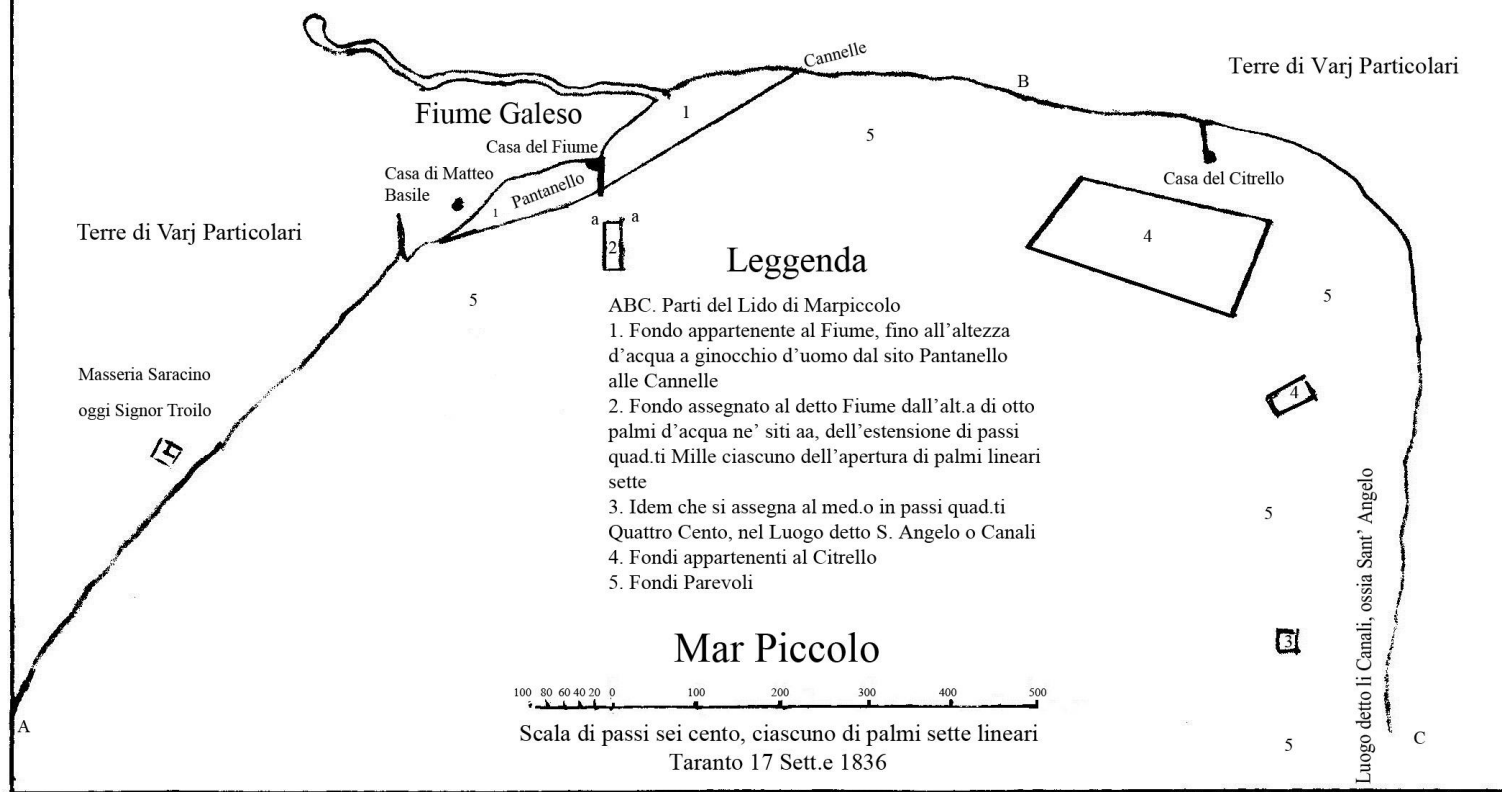 Cannelle
B
Terre di Varj Particolari
Fiume Galeso
1
5
Casa del Fiume
Casa di Matteo
Basile
Pantanello
1
Casa del Citrello
a a
2
4
Terre di Varj Particolari
5
5
Leggenda
ABC. Parti del Lido di Marpiccolo
1. Fondo appartenente al Fiume, fino all'altezza
d'acqua a ginocchio d'uomo dal sito Pantanello
alle Cannelle
2. Fondo assegnato al detto Fiume dall'alt.a di otto
palmi d'acqua ne' siti aa, dell'estensione di passi
quad.ti Mille ciascuno dell'apertura di palmi lineari
sette
3. Idem che si assegna al med.o in passi quad.ti
Quattro Cento, nel Luogo detto S. Angelo o Canali
4. Fondi appartenenti al Citrello
5. Fondi Parevoli
Masseria Saracino
oggi Signor Troilo
4
5
3
5
Luogo detto li Canali, ossia Sant' Angelo
Mar Piccolo
100 80 60 40 20 0 100 200 300 400 500
Scala di passi sei cento, ciascuno di palmi sette lineari
Taranto 17 Sett.e 1836
A
C